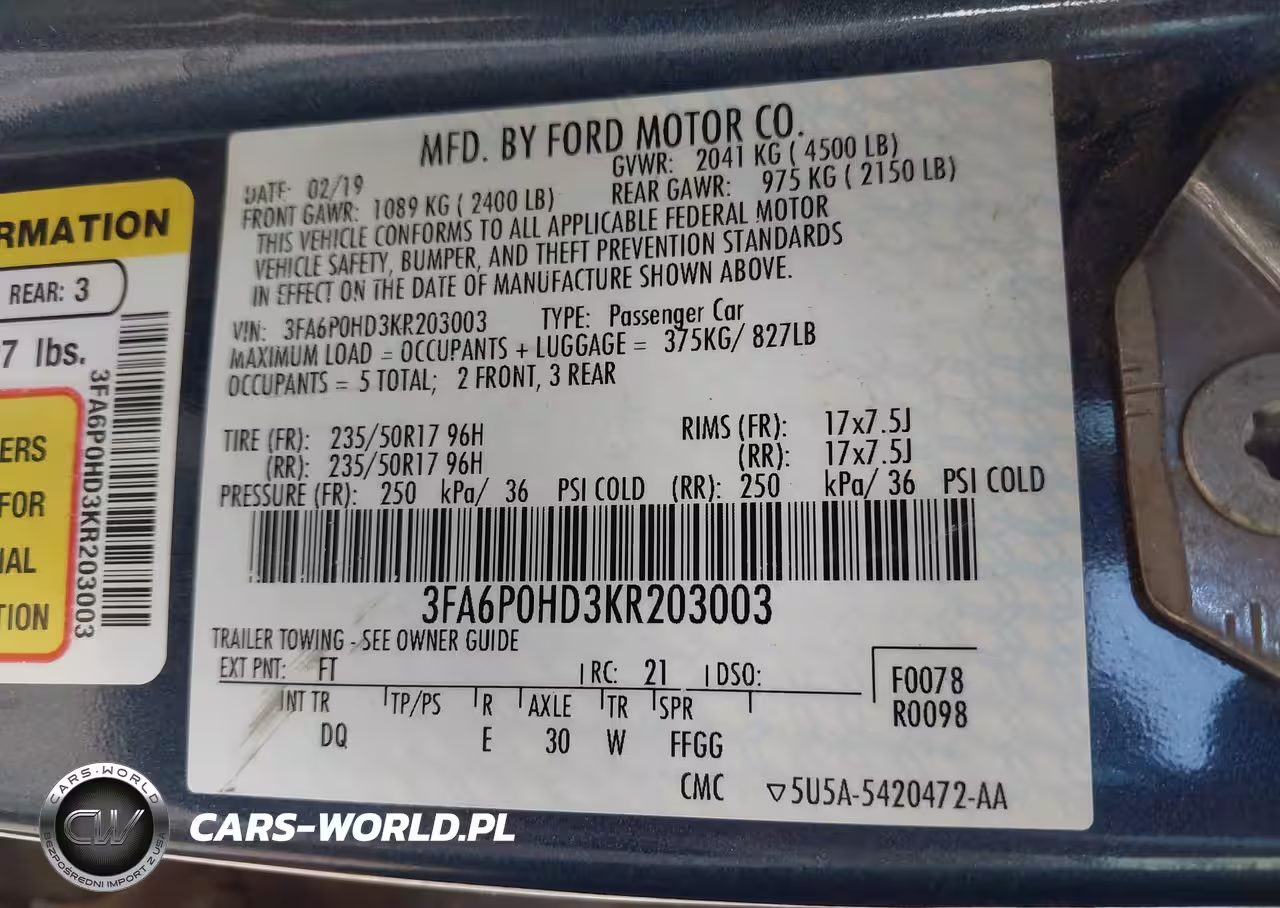 MFD. BY FORD MOTOR CO.
DATE: 02/19 GVWR: 2041 KG ( 4500 LB)
FRONT GAWR: 1089 KG ( 2400 LB) REAR GAWR: 975 KG ( 2150 LB)
THIS VEHICLE CONFORMS TO ALL APPLICABLE FEDERAL MOTOR
VEHICLE SAFETY, BUMPER, AND THEFT PREVENTION STANDARDS
IN EFFECT ON THE DATE OF MANUFACTURE SHOWN ABOVE.
VIN: 3FA6P0HD3KR203003 TYPE: Passenger Car
MAXIMUM LOAD = OCCUPANTS + LUGGAGE = 375KG/ 827LB
OCCUPANTS = 5 TOTAL; 2 FRONT, 3 REAR
TIRE (FR): 235/50R17 96H RIMS (FR): 17x7.5J
(RR): 235/50R17 96H (RR): 17x7.5J
PRESSURE (FR): 250 kPa/ 36 PSI COLD (RR): 250 kPa/ 36 PSI COLD
3FA6P0HD3KR203003
TRAILER TOWING - SEE OWNER GUIDE
EXT PNT: FT RC: 21 DSO:
F0078
R0098
INT TR TP/PS R AXLE TR SPR
DQ E 30 W FFGG
CMC ▽5U5A-5420472-AA
RMATION
REAR: 3
7 lbs.
3FA6P0HD3KR203003
ERS
FOR
IAL
TION
CARS-WORLD
CW
BEZPOŚREDNI IMPORT Z USA
CARS-WORLD.PL